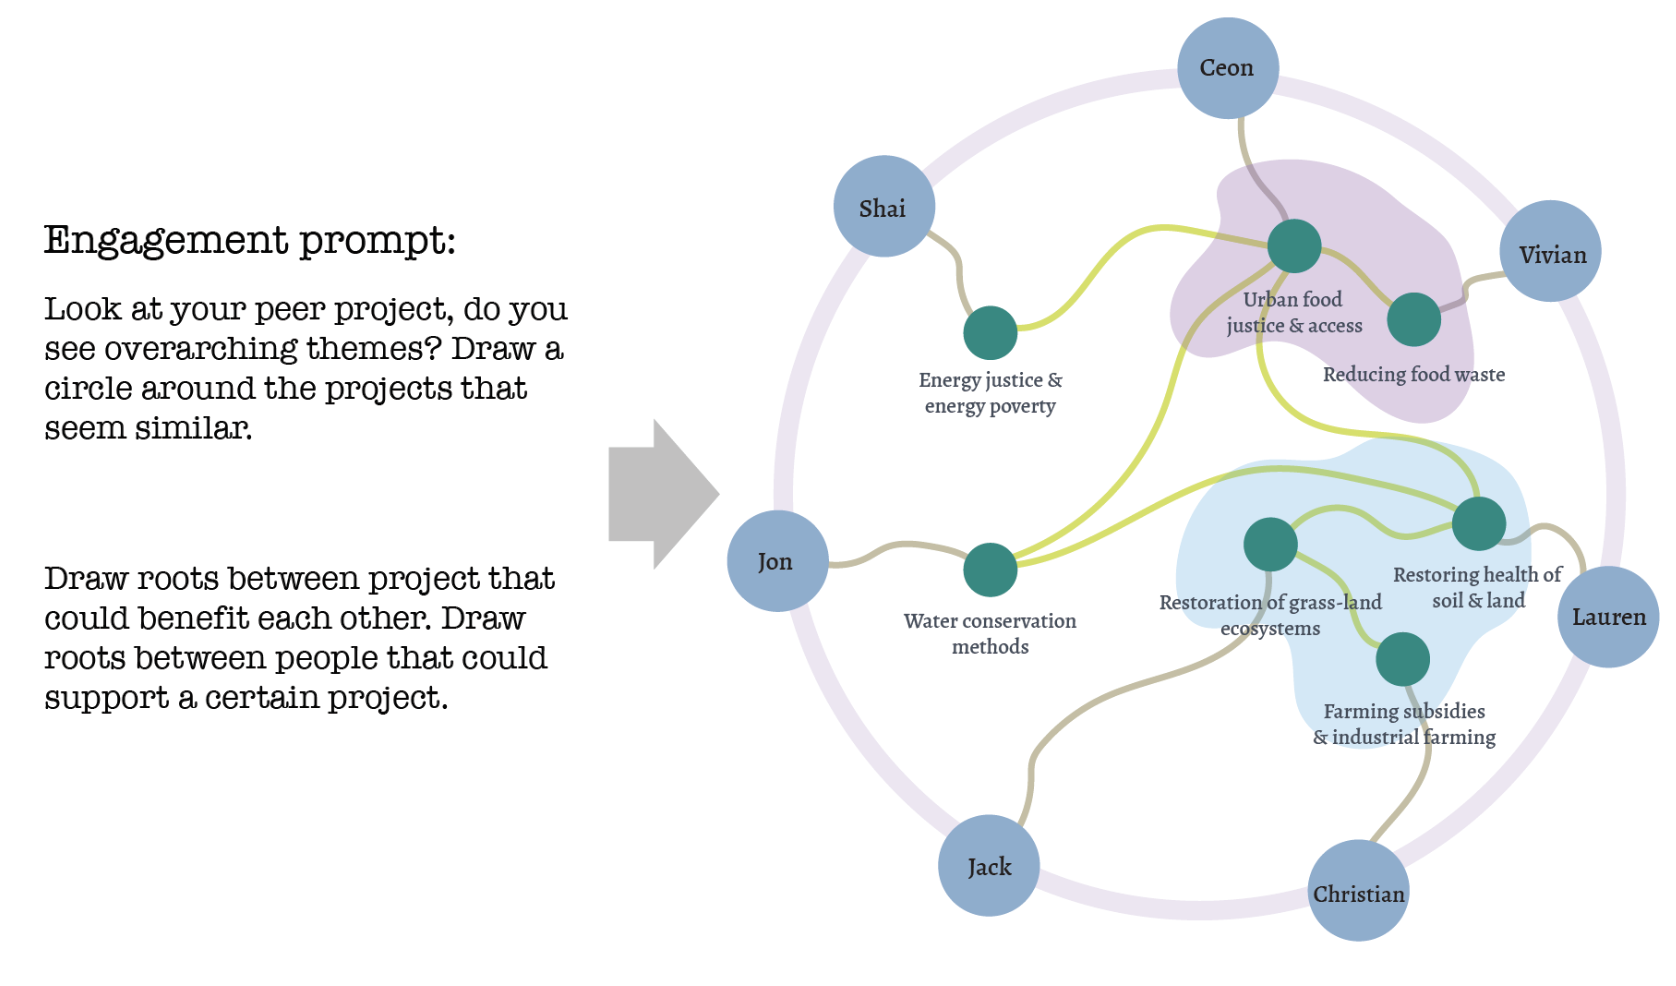 Engagement prompt:
Look at your peer project, do you
see overarching themes? Draw a
circle around the projects that
seem similar.
Draw roots between project that
could benefit each other. Draw
roots between people that could
support a certain project.
Ceon
Shai
Vivian
Urban food
justice & access
Reducing food waste
Energy justice &
energy poverty
Jon
Water conservation
methods
Restoration of grass-land
ecosystems
Restoring health of
soil & land
Lauren
Farming subsidies
& industrial farming
Jack
Christian